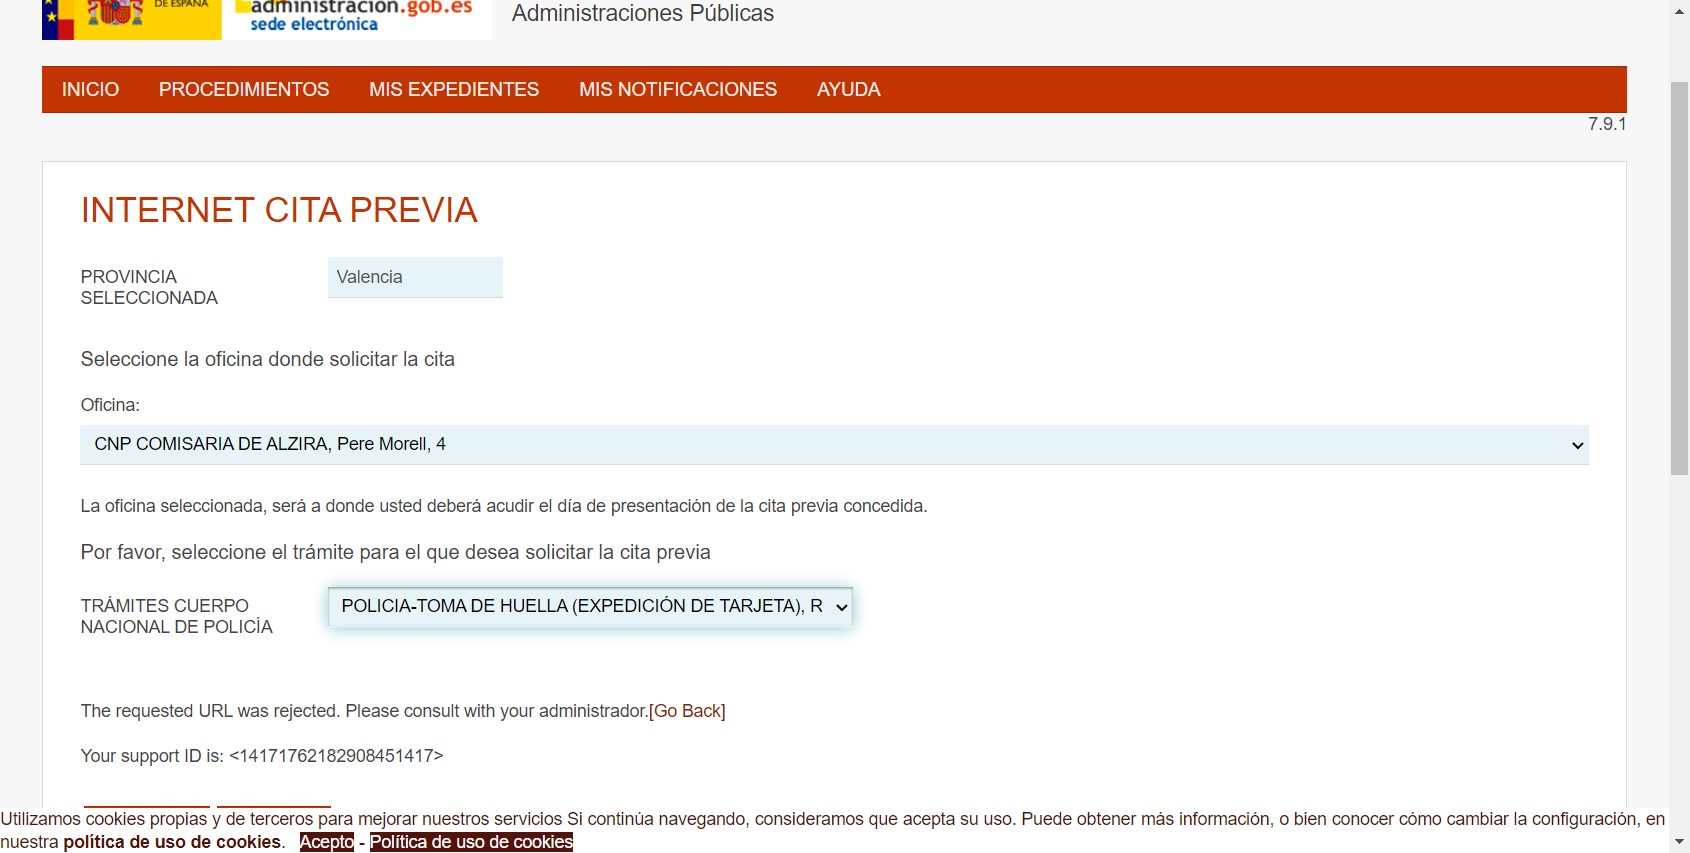 DE ESPAÑA
administracion.gob.es
sede electrónica
Administraciones Públicas
INICIO PROCEDIMIENTOS MIS EXPEDIENTES MIS NOTIFICACIONES AYUDA
7.9.1
INTERNET CITA PREVIA
PROVINCIA
SELECCIONADA
Valencia
Seleccione la oficina donde solicitar la cita
Oficina:
CNP COMISARIA DE ALZIRA, Pere Morell, 4
La oficina seleccionada, será a donde usted deberá acudir el día de presentación de la cita previa concedida.
Por favor, seleccione el trámite para el que desea solicitar la cita previa
TRÁMITES CUERPO
NACIONAL DE POLICÍA
POLICIA-TOMA DE HUELLA (EXPEDICIÓN DE TARJETA), R
The requested URL was rejected. Please consult with your administrador.[Go Back]
Your support ID is: <14171762182908451417>
Utilizamos cookies propias y de terceros para mejorar nuestros servicios Si continúa navegando, consideramos que acepta su uso. Puede obtener más información, o bien conocer cómo cambiar la configuración, en
nuestra política de uso de cookies. Acepto - Política de uso de cookies